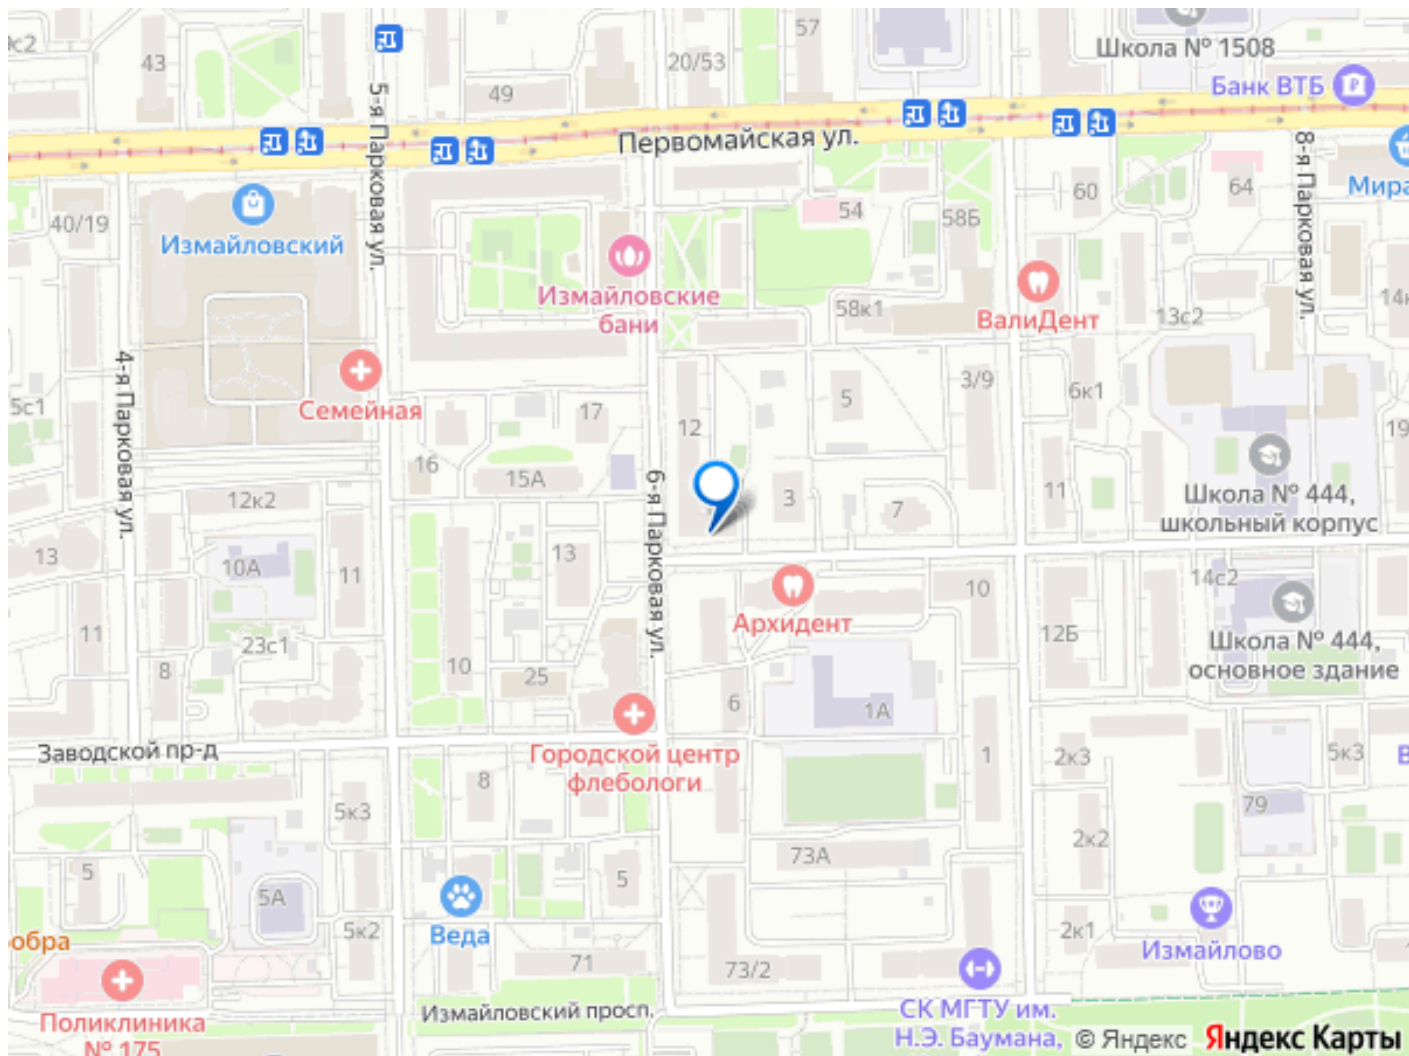 с2
43
49
20/53
57
Школа № 1508
Банк ВТБ
5-я Парковая ул.
Первомайская ул.
8-я Парковая ул.
Мира
40/19
Измайловский
54
58Б
60
64
Измайловские
бани
58к1
ВалиДент
13с2
14к
4-я Парковая ул.
5с1
Семейная
17
12
5
3/9
6к1
19
16
15А
6-я Парковая ул.
3
7
11
Школа № 444,
школьный корпус
12к2
13
10А
11
13
Архидент
10
14с2
12Б
Школа № 444,
основное здание
11
8
23с1
10
25
6
1А
1
Заводской пр-д
Городской центр
флебологи
2к3
5к3
В
5к3
8
79
2к2
73А
5
5А
5
обра
5к2
Веда
71
73/2
2к1
Измайлово
Поликлиника
№ 175
Измайловский просп.
СК МГТУ им.
Н.Э. Баумана,
© Яндекс Яндекс Карты